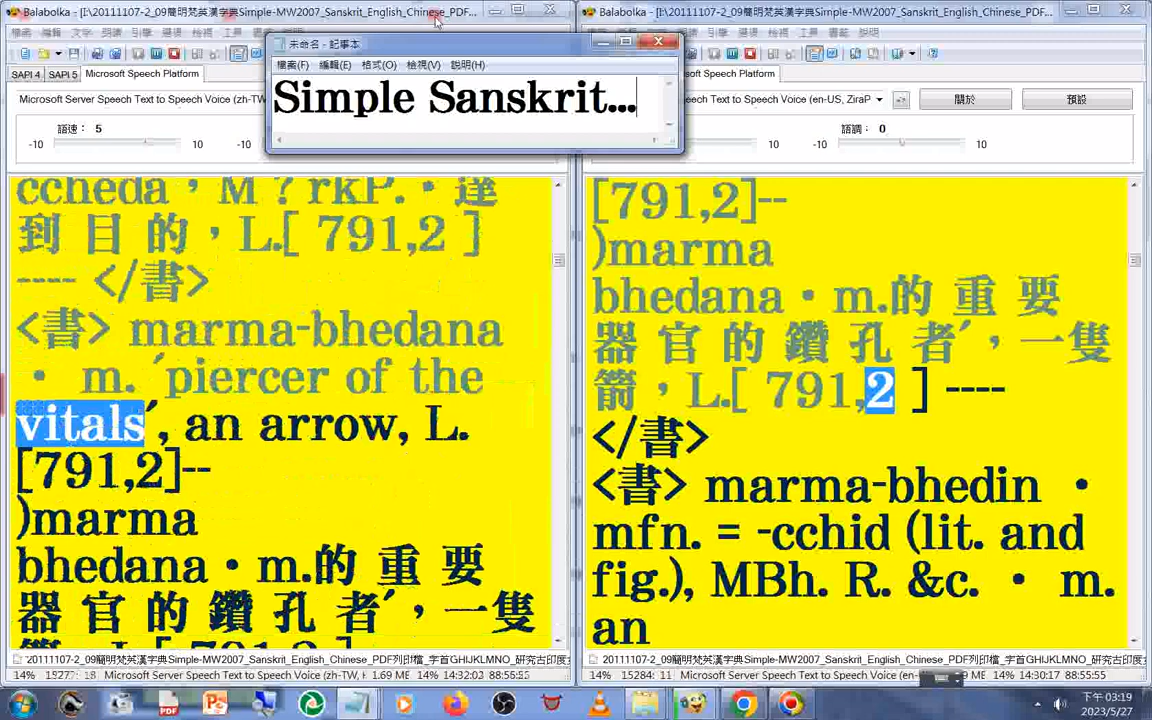 Balabolka - [I:\20111107-2_09簡明梵英漢字典Simple-MW2007_Sanskrit_English_Chinese_PDF...
Balabolka - [I:\20111107-2_09簡明梵英漢字典Simple-MW2007_Sanskrit_English_Chinese_PDF...
未命名 - 記事本
檔案(F) 編輯(E) 格式(O) 檢視(V) 說明(H)
Simple Sanskrit...
SAPI 4 SAPI 5 Microsoft Speech Platform
Speech Platform
Microsoft Server Speech Text to Speech Voice (zh-TW,
ech Text to Speech Voice (en-US, ZiraP
關於 預設
語速： 5
-10 10 -10
語調： 0
10 -10 10
ccheda，M？rkP.‧達
到 目 的，L.[ 791,2 ]
---- </書>
<書> marma-bhedana
‧ m. ′piercer of the
vitals′, an arrow, L.
[791,2]--
)marma
bhedana‧m.的 重 要
器 官 的 鑽 孔 者′，一隻
箭，L.[ 791,2 ]
[791,2]--
)marma
bhedana‧m.的 重 要
器 官 的 鑽 孔 者′，一隻
箭，L.[ 791,2 ] ----
</書>
<書> marma-bhedin ‧
mfn. = -cchid (lit. and
fig.), MBh. R. &c. ‧ m.
an
20111107-2_09簡明梵英漢字典Simple-MW2007_Sanskrit_English_Chinese_PDF列印檔_字首GHIJKLMNO_研究古印度
20111107-2_09簡明梵英漢字典Simple-MW2007_Sanskrit_English_Chinese_PDF列印檔_字首GHIJKLMNO_研究古印度
14% 15277: 18 Microsoft Server Speech Text to Speech Voice (zh-TW, 1.69 MB 14% 14:32:03 88:55:55
14% 15284: 11 Microsoft Server Speech Text to Speech Voice 14% 14:30:17 88:55:55
下午 03:19
2023/5/27